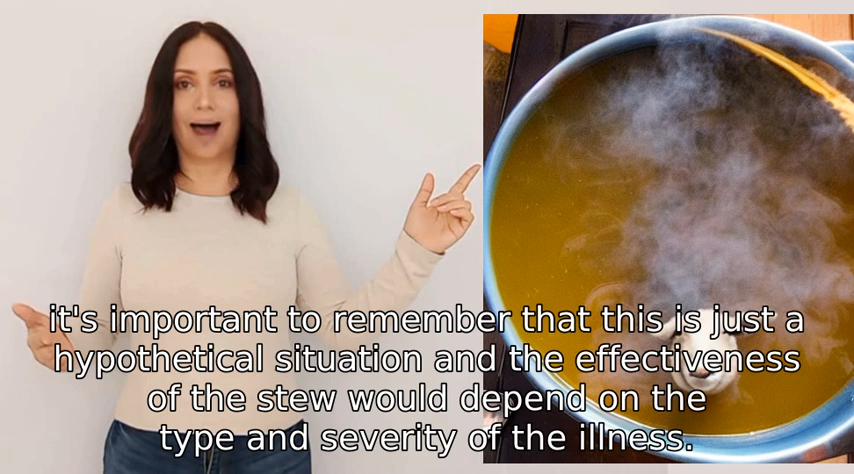 it's important to remember that this is just a
hypothetical situation and the effectiveness
of the stew would depend on the
type and severity of the illness.